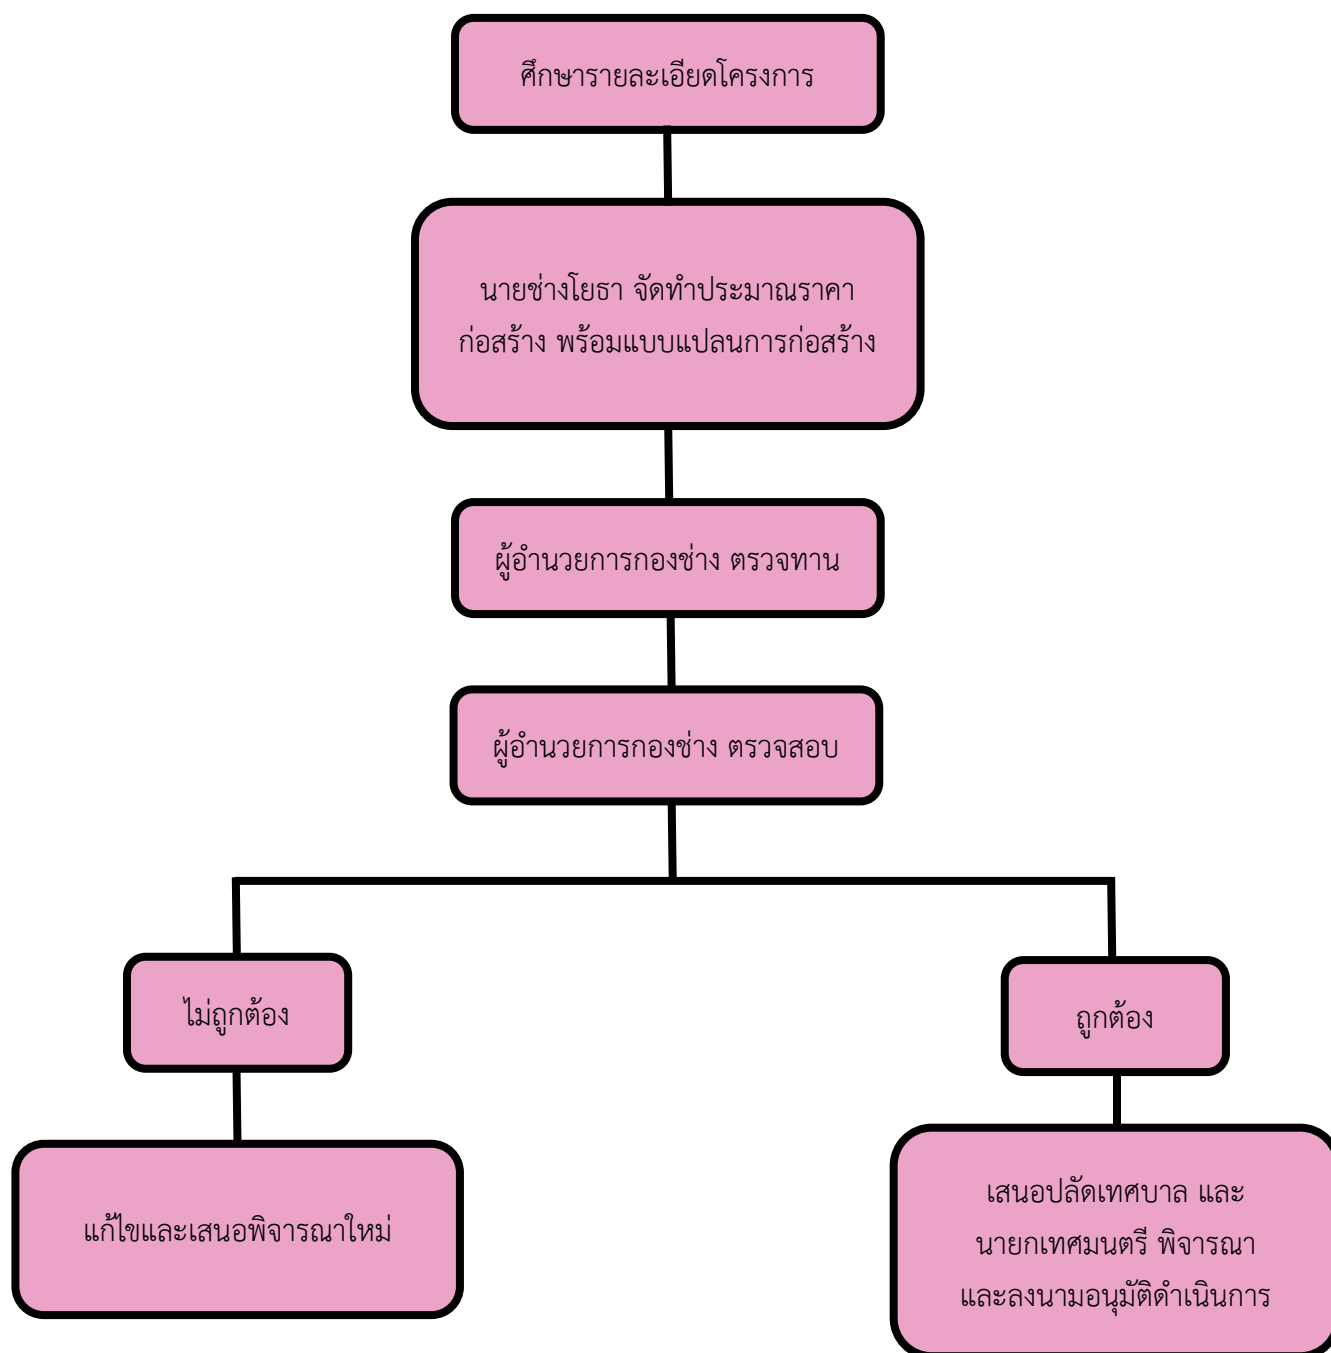 ศึกษารายละเอียดโครงการ
นายช่างโยธา จัดทำประมาณราคา
ก่อสร้าง พร้อมแบบแปลนการก่อสร้าง
ผู้อำนวยการกองช่าง ตรวจทาน
ผู้อำนวยการกองช่าง ตรวจสอบ
ไม่ถูกต้อง
ถูกต้อง
แก้ไขและเสนอพิจารณาใหม่
เสนอปลัดเทศบาล และ
นายกเทศมนตรี พิจารณา
และลงนามอนุมัติดำเนินการ